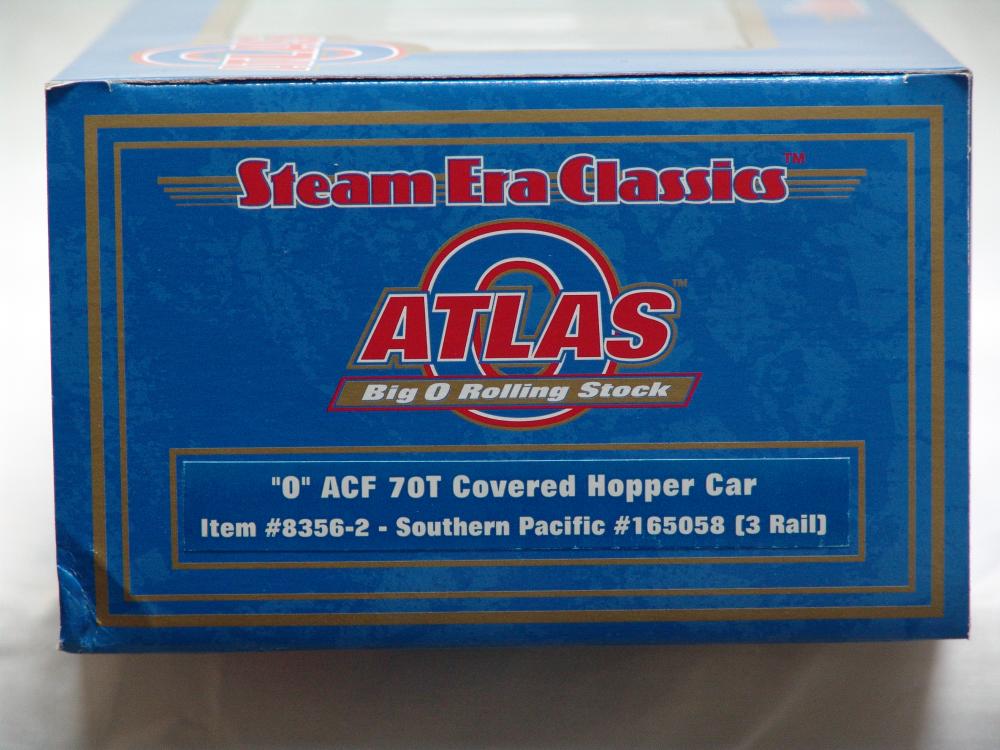 Steam Era Classics™
ATLAS™
O
Big O Rolling Stock
"O" ACF 70T Covered Hopper Car
Item #8356-2 - Southern Pacific #165058 (3 Rail)